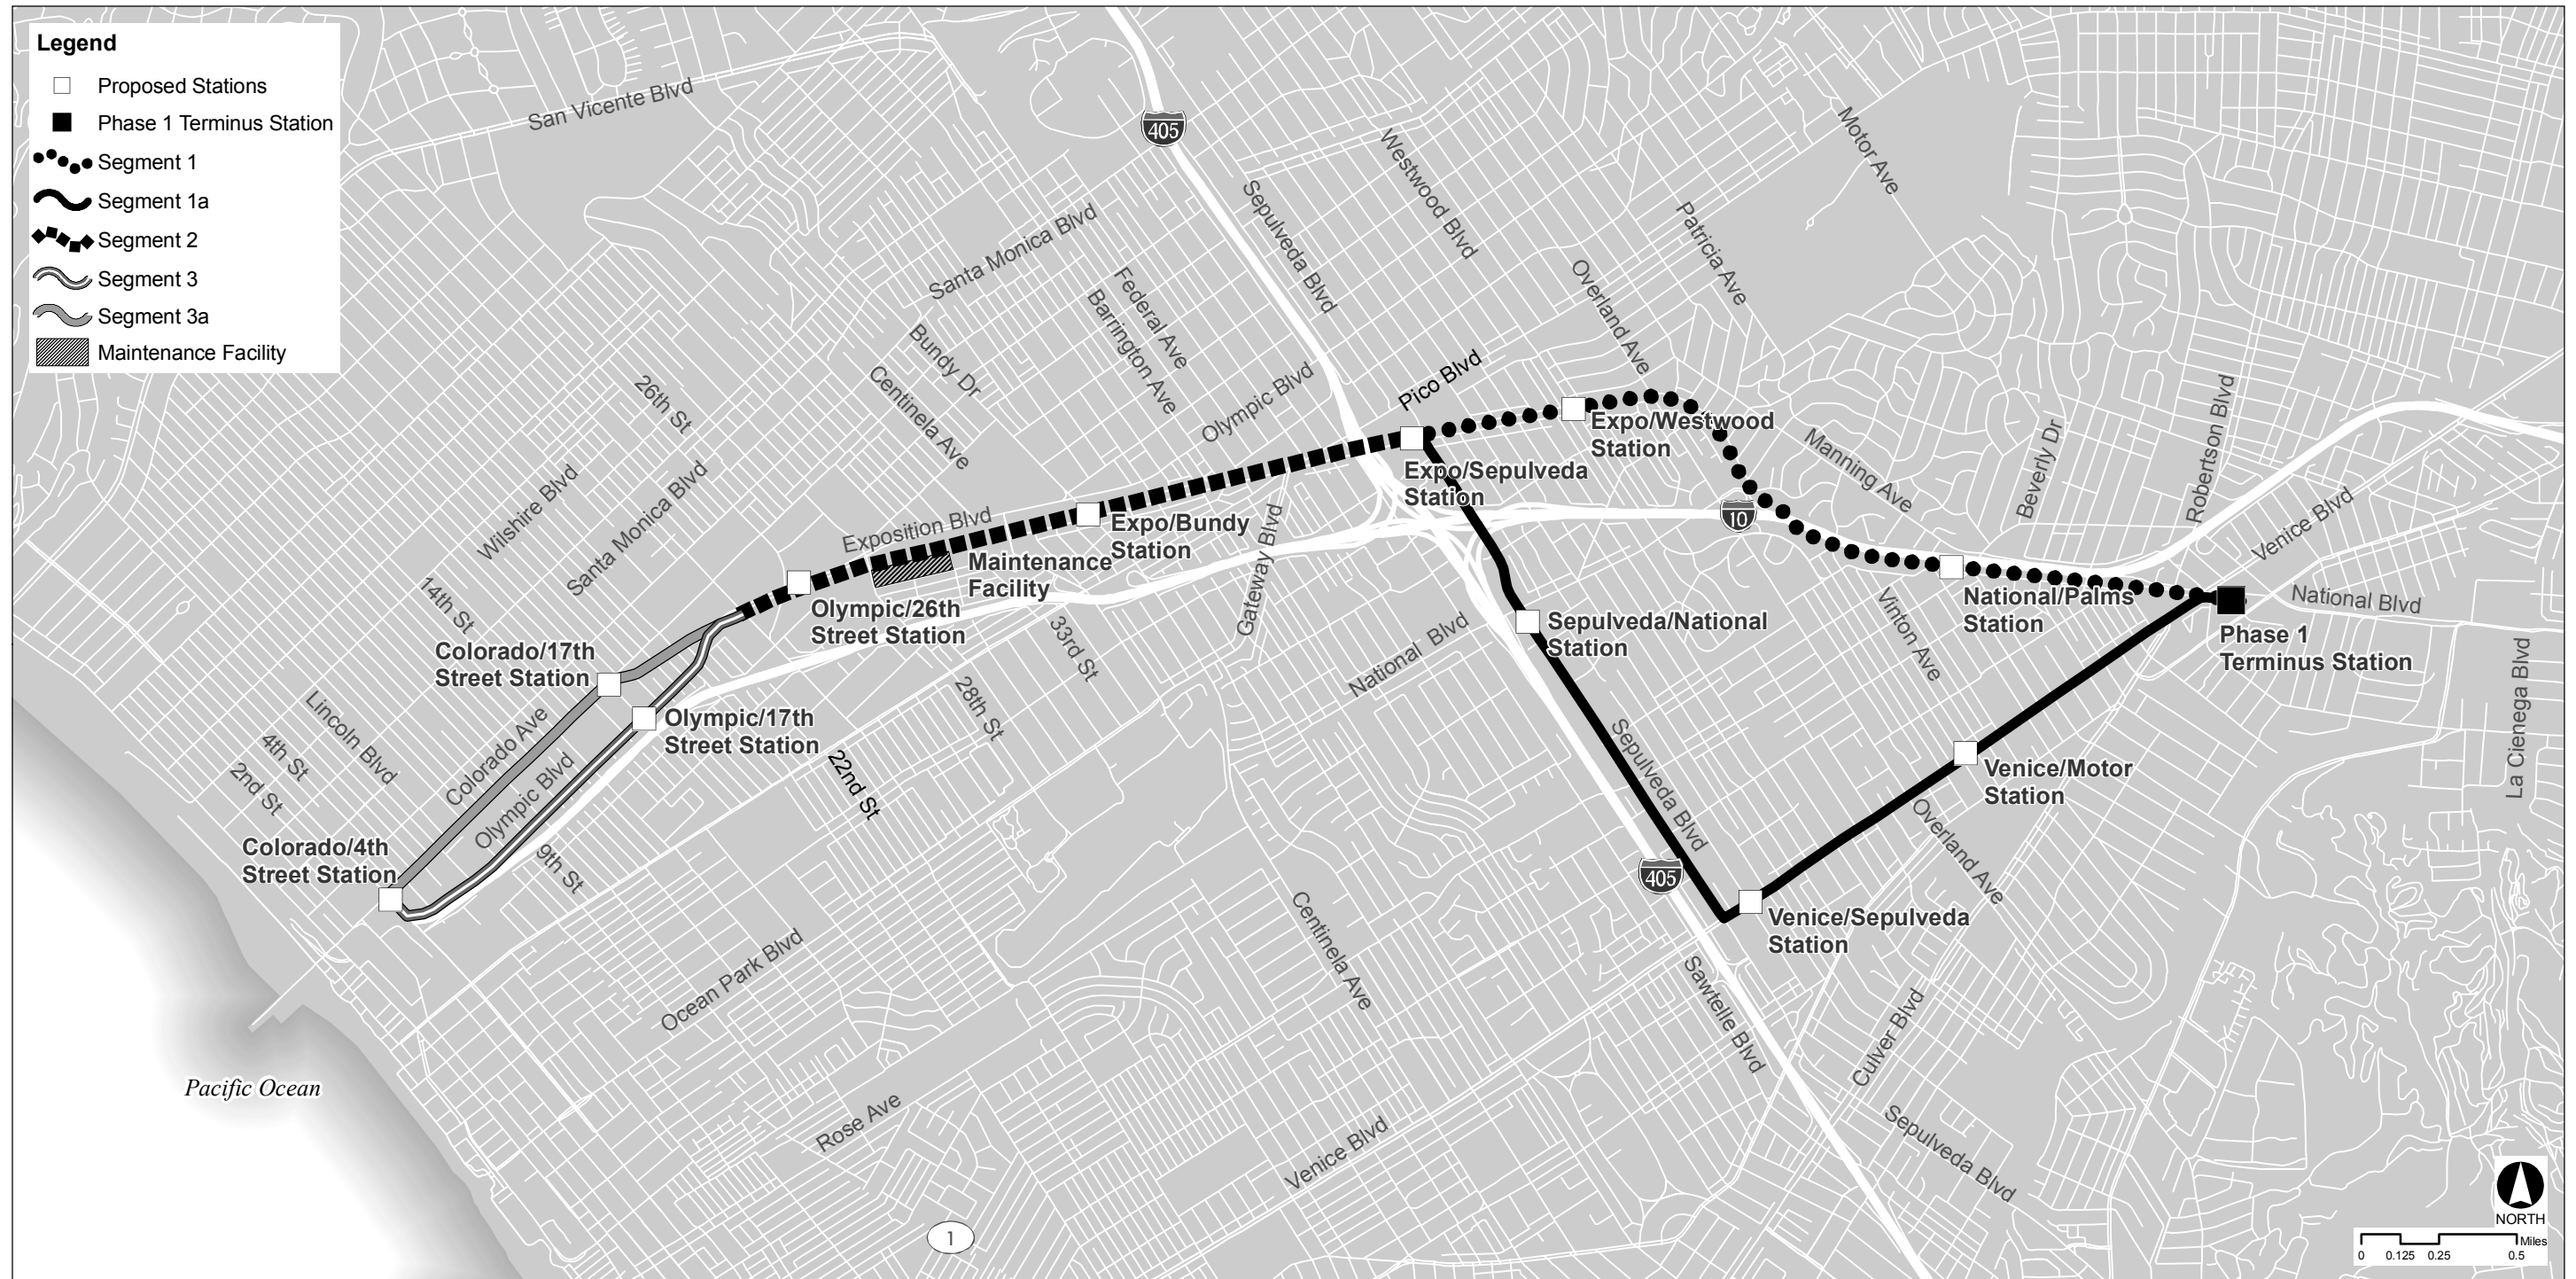 Legend
Proposed Stations
Phase 1 Terminus Station
Segment 1
Segment 1a
Segment 2
Segment 3
Segment 3a
Maintenance Facility
San Vicente Blvd
405
Santa Monica Blvd
Federal Ave
Barrington Ave
Bundy Dr
Centinela Ave
Olympic Blvd
Sepulveda Blvd
Westwood Blvd
Overland Ave
Patricia Ave
Motor Ave
Pico Blvd
26th St
Wilshire Blvd
Santa Monica Blvd
14th St
Exposition Blvd
Expo/Westwood
Station
Expo/Sepulveda
Station
Expo/Bundy
Station
Maintenance
Facility
Olympic/26th
Street Station
Manning Ave
Beverly Dr
Robertson Blvd
Venice Blvd
10
National/Palms
Station
National Blvd
Phase 1
Terminus Station
La Cienega Blvd
Vinton Ave
Gateway Blvd
National Blvd
Sepulveda/National
Station
33rd St
28th St
22nd St
Colorado/17th
Street Station
Olympic/17th
Street Station
Lincoln Blvd
4th St
2nd St
Colorado Ave
Olympic Blvd
9th St
Colorado/4th
Street Station
Sepulveda Blvd
405
Venice/Motor
Station
Overland Ave
Venice/Sepulveda
Station
Centinela Ave
Sawtelle Blvd
Culver Blvd
Sepulveda Blvd
Ocean Park Blvd
Rose Ave
Venice Blvd
Pacific Ocean
1
NORTH
Miles
0 0.125 0.25 0.5